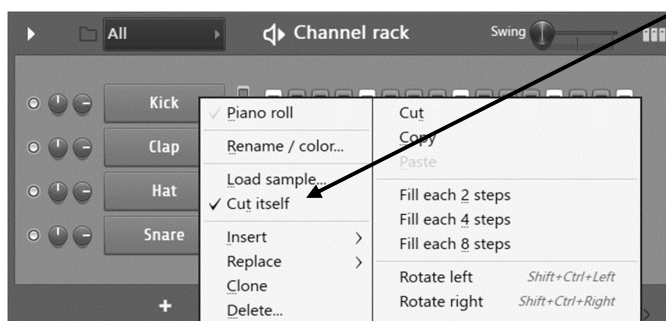 All
Channel rack
Swing
Kick
Clap
Hat
Snare
+
✓ Piano roll
Rename / color...
Load sample...
✓ Cut itself
Insert >
Replace >
Clone
Delete...
Cut
Copy
Paste
Fill each 2 steps
Fill each 4 steps
Fill each 8 steps
Rotate left Shift+Ctrl+Left
Rotate right Shift+Ctrl+Right